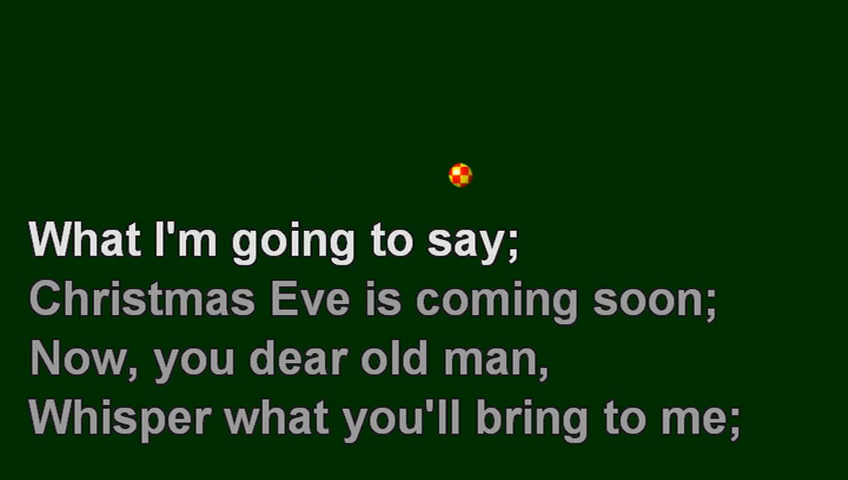 What I'm going to say;
Christmas Eve is coming soon;
Now, you dear old man,
Whisper what you'll bring to me;